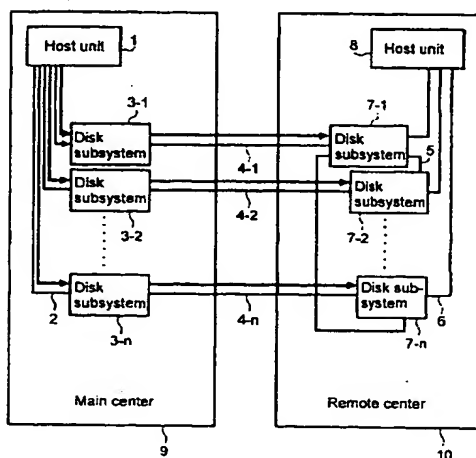 Host unit
1
8
Host unit
3-1
7-1
Disk
subsystem
4-1
Disk
subsystem
5
Disk
subsystem
3-2
4-2
Disk
subsystem
7-2
Disk
subsystem
2
3-n
4-n
Disk sub-
system
6
7-n
Main center
Remote center
9
10